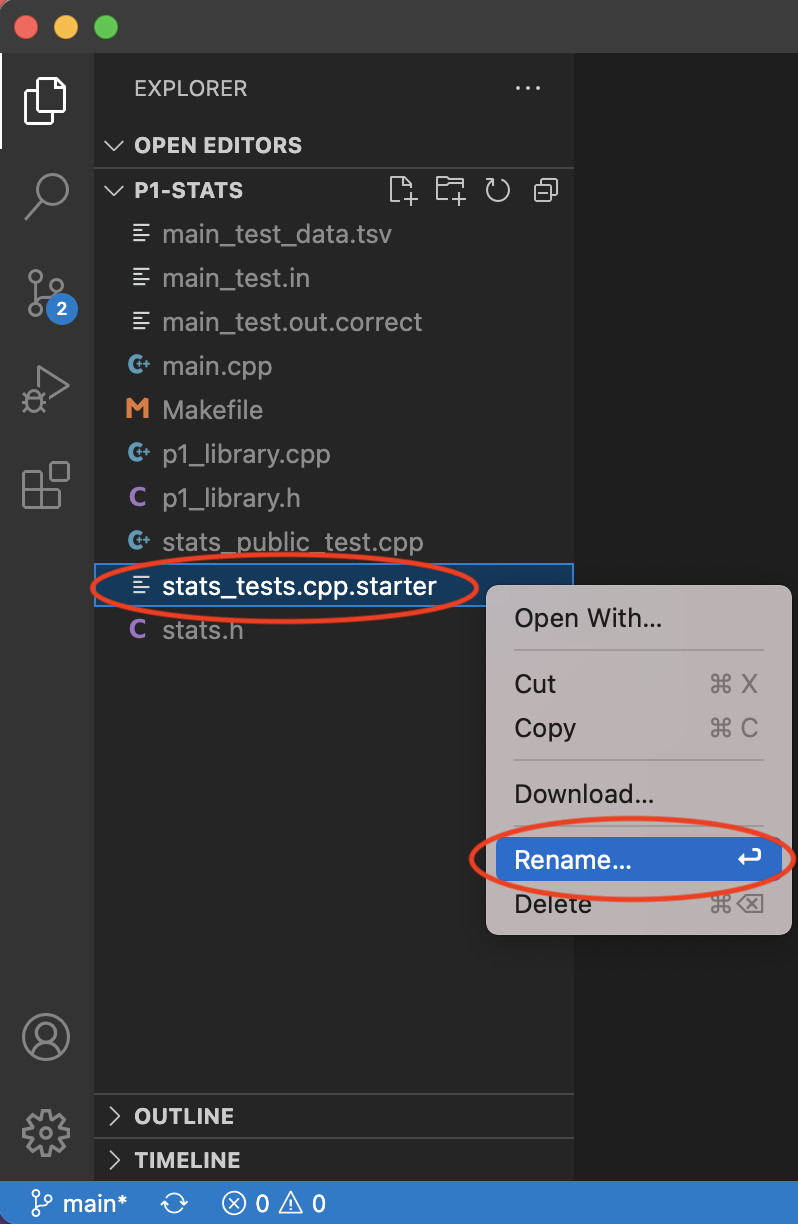 EXPLORER
OPEN EDITORS
P1-STATS
main_test_data.tsv
main_test.in
main_test.out.correct
2
main.cpp
Makefile
p1_library.cpp
p1_library.h
stats_public_test.cpp
stats_tests.cpp.starter
stats.h
Open With...
Cut ⌘ X
Copy ⌘ C
Download...
Rename...
Delete ⌘⌫
OUTLINE
TIMELINE
main* 0 0